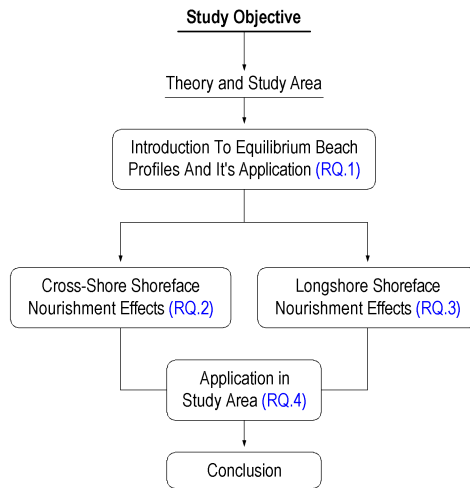 Study Objective
Theory and Study Area
Introduction To Equilibrium Beach
Profiles And It's Application (RQ.1)
Cross-Shore Shoreface
Nourishment Effects (RQ.2)
Longshore Shoreface
Nourishment Effects (RQ.3)
Application in
Study Area (RQ.4)
Conclusion